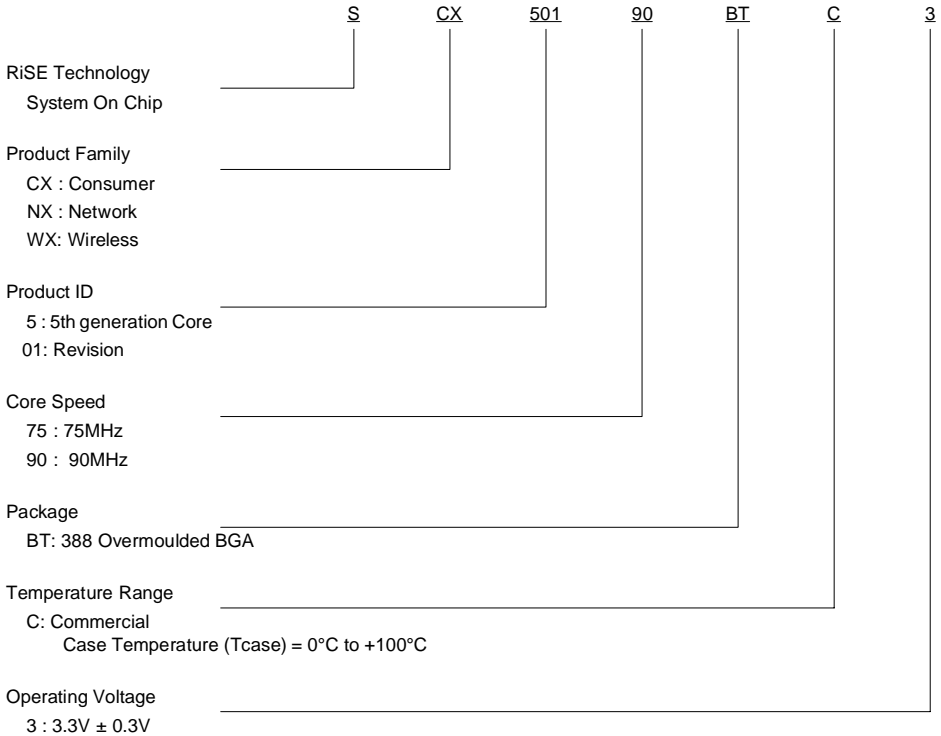 S CX 501 90 BT C 3
RiSE Technology
System On Chip
Product Family
CX : Consumer
NX : Network
WX: Wireless
Product ID
5 : 5th generation Core
01: Revision
Core Speed
75 : 75MHz
90 : 90MHz
Package
BT: 388 Overmoulded BGA
Temperature Range
C: Commercial
Case Temperature (Tcase) = 0°C to +100°C
Operating Voltage
3 : 3.3V ± 0.3V